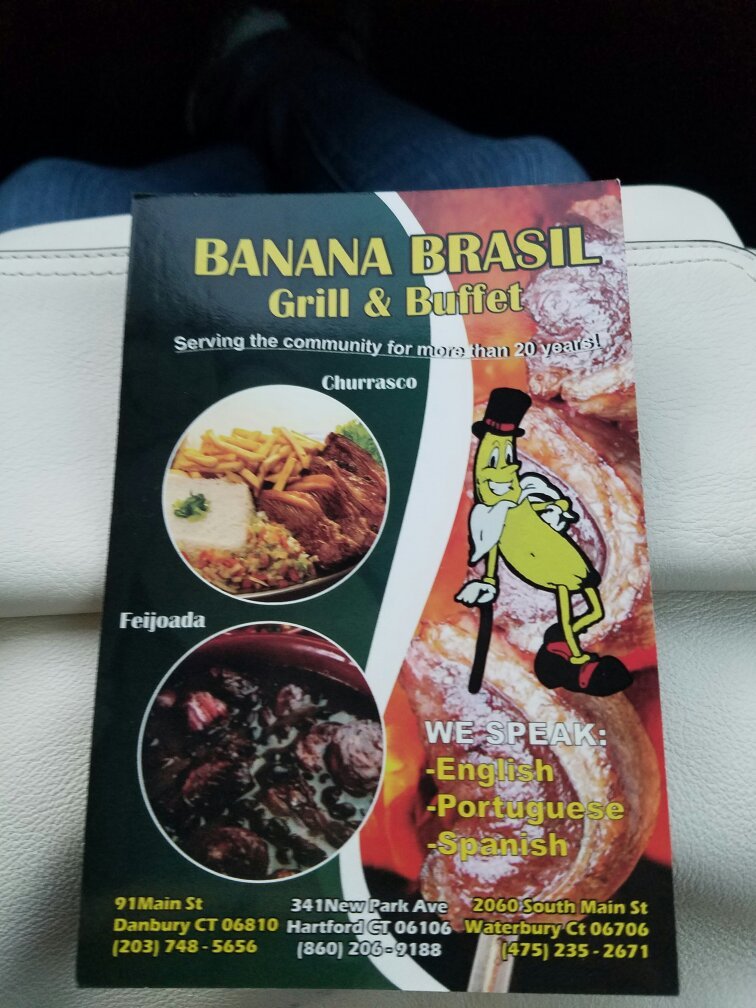 BANANA BRASIL
Grill & Buffet
Serving the community for more than 20 years!
Churrasco
Feijoada
WE SPEAK:
-English
-Portuguese
-Spanish
91Main St
Danbury CT 06810
(203) 748 - 5656
341New Park Ave
Hartford CT 06106
(860) 206 - 9188
2060 South Main St
Waterbury Ct 06706
(475) 235 - 2671